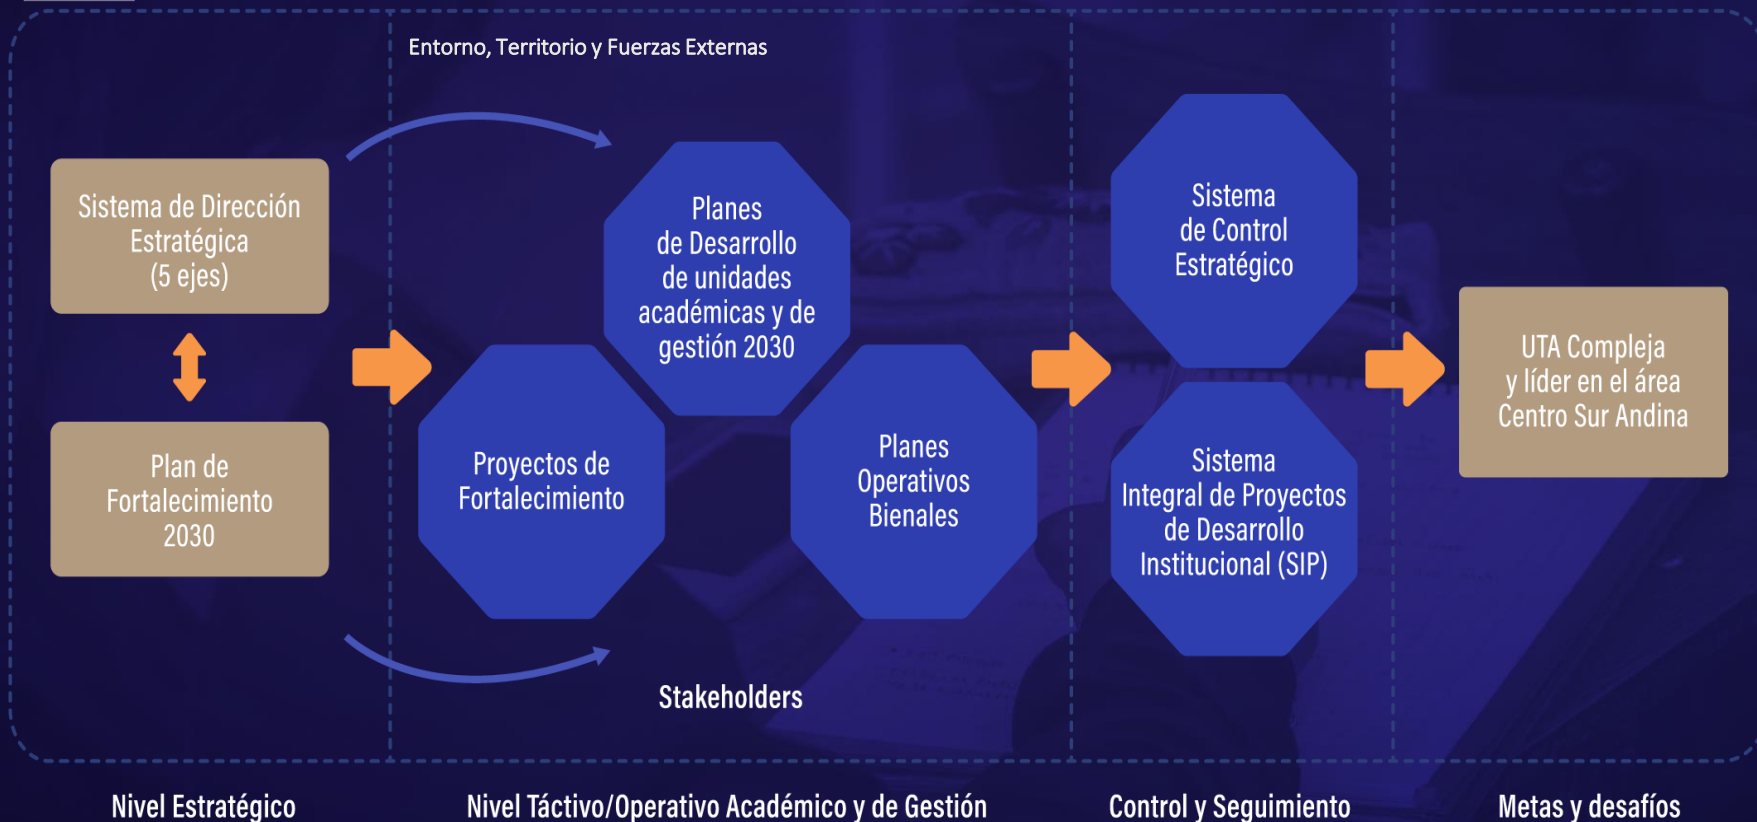 Entorno, Territorio y Fuerzas Externas
Sistema de Dirección
Estratégica
(5 ejes)
Plan de
Fortalecimiento
2030
Planes
de Desarrollo
de unidades
académicas y de
gestión 2030
Proyectos de
Fortalecimiento
Planes
Operativos
Bienales
Stakeholders
Sistema
de Control
Estratégico
Sistema
Integral de Proyectos
de Desarrollo
Institucional (SIP)
UTA Compleja
y líder en el área
Centro Sur Andina
Nivel Estratégico
Nivel Táctivo/Operativo Académico y de Gestión
Control y Seguimiento
Metas y desafíos